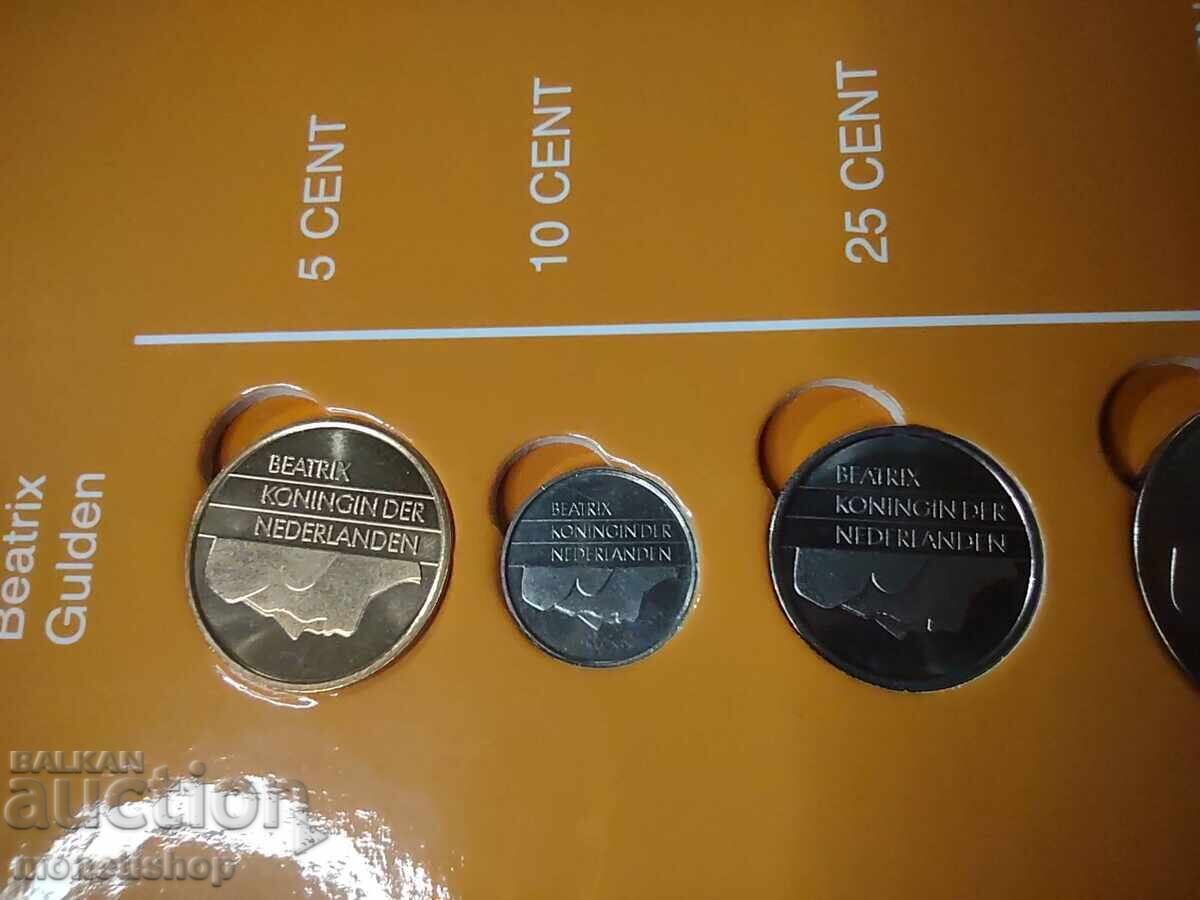 5 CENT
10 CENT
25 CENT
Beatrix
Gulden
BEATRIX
KONINGIN DER
NEDERLANDEN
BEATRIX
KONINGIN DER
NEDERLANDEN
BEATRIX
KONINGIN DER
NEDERLANDEN
BALKAN
auction
monetishop